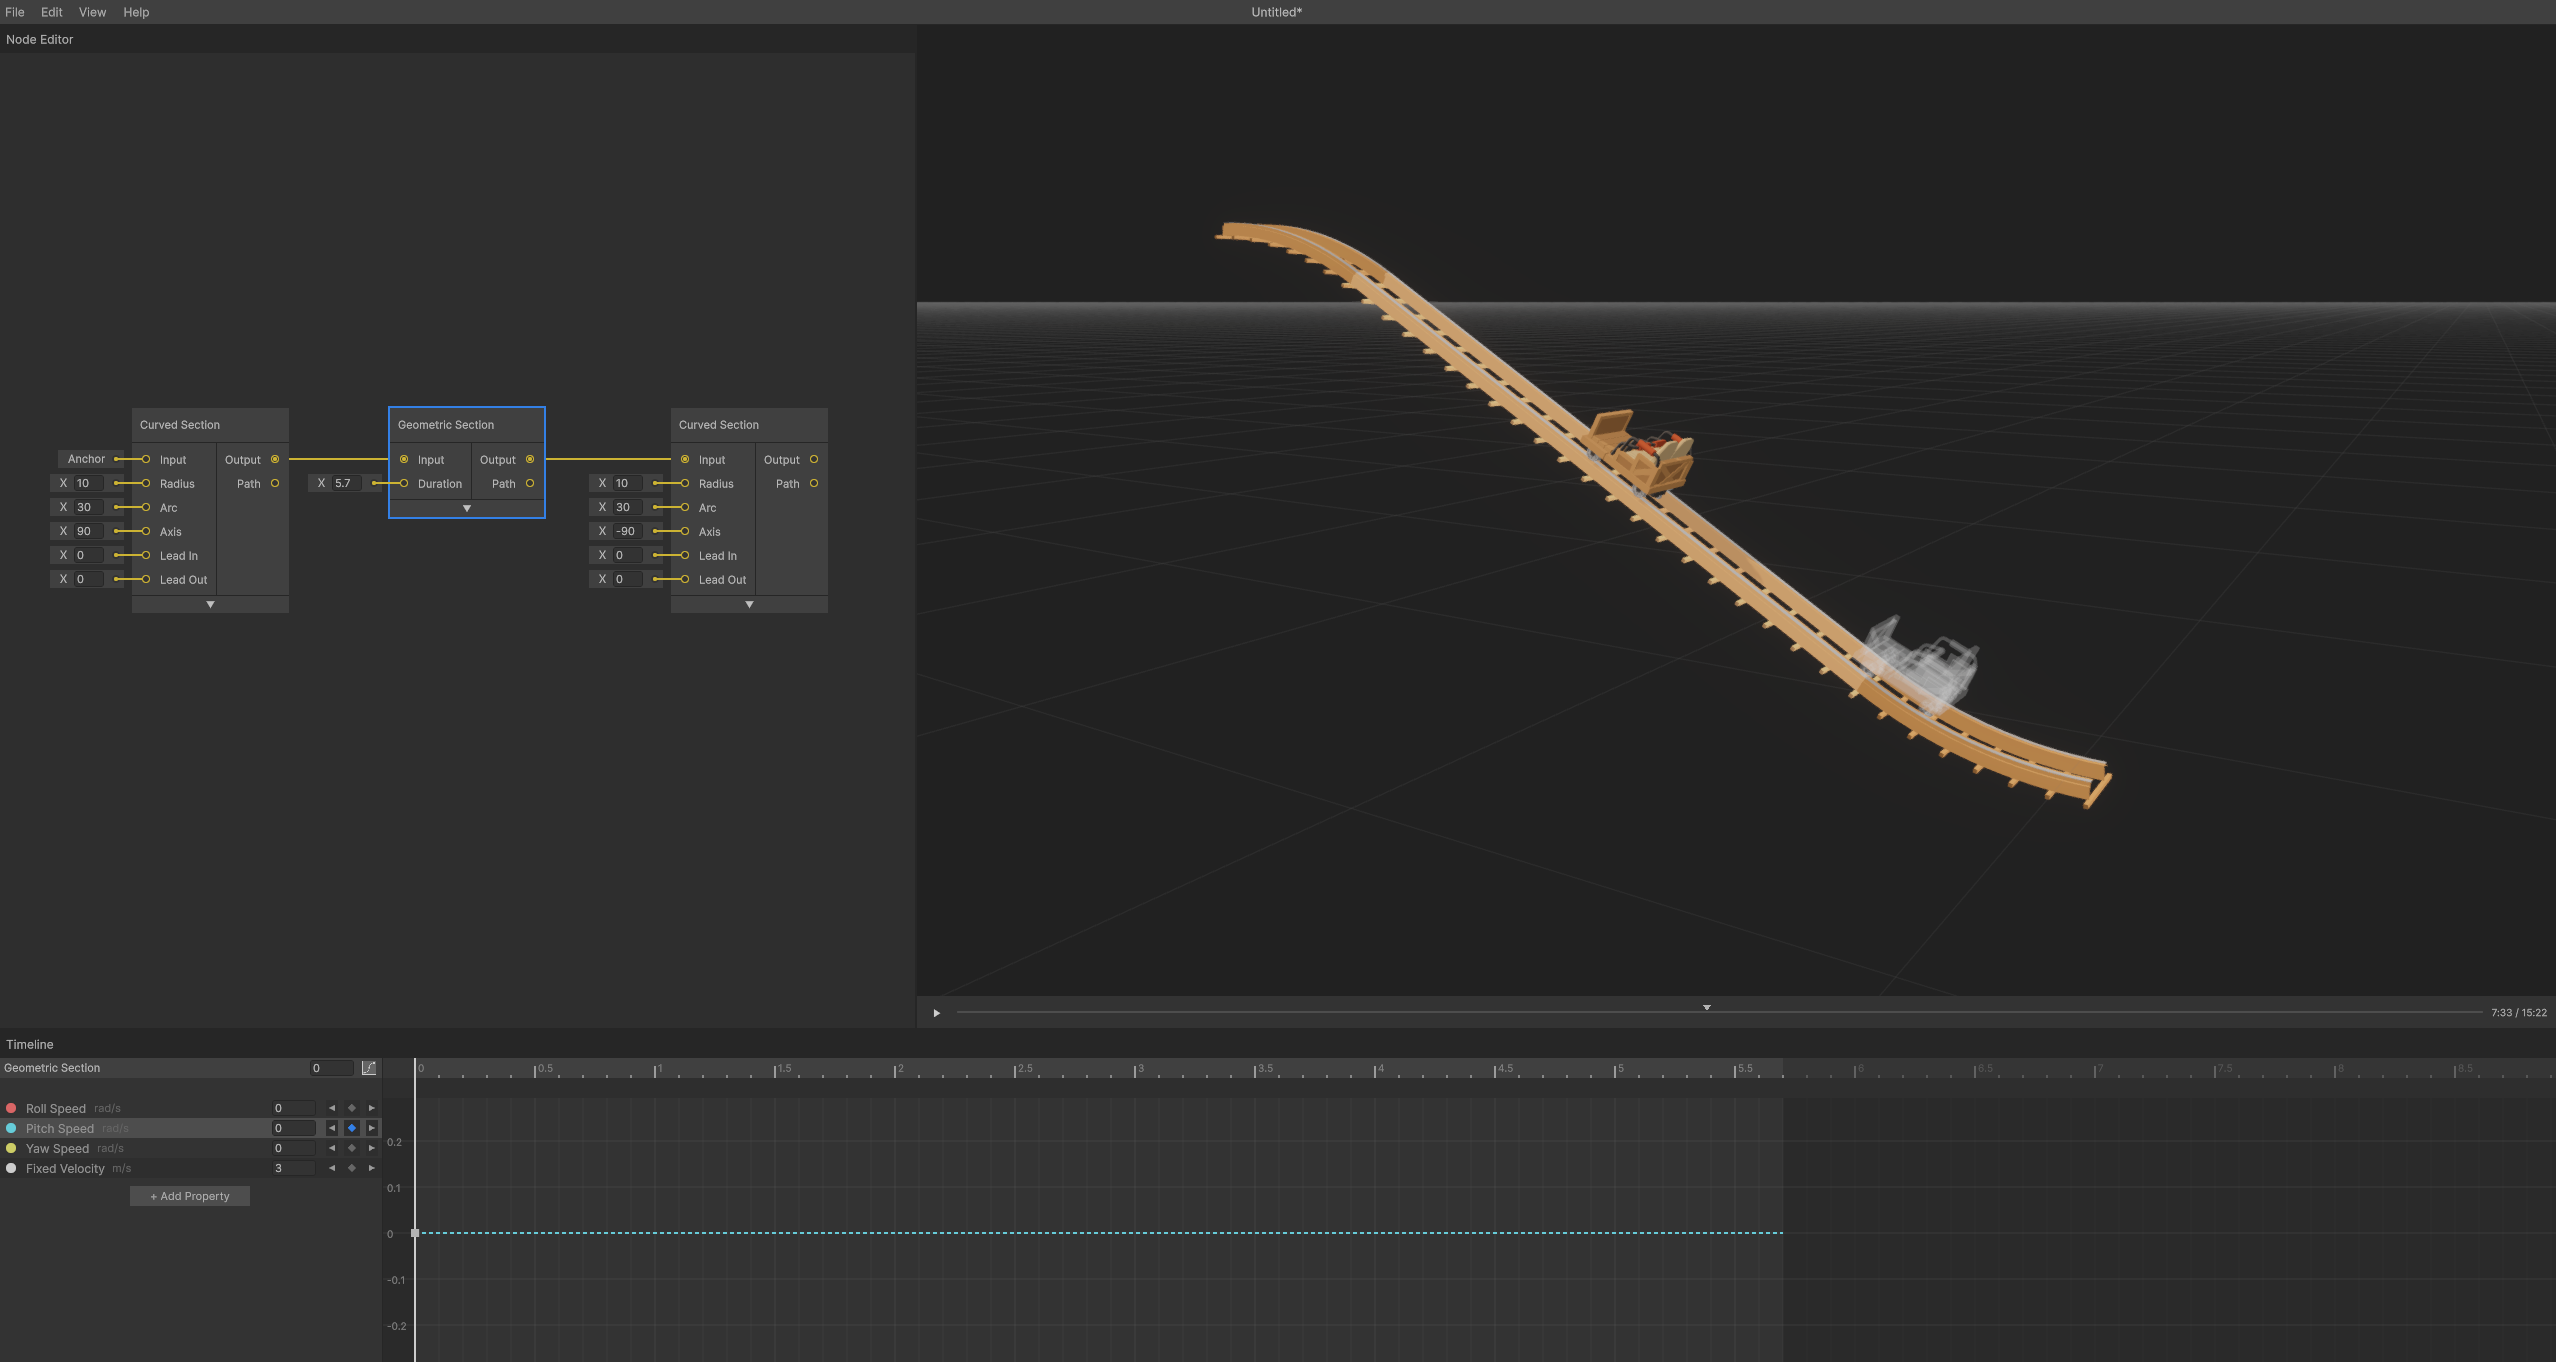 File Edit View Help Untitled*
Node Editor
Curved Section
Anchor Input Output
X 10 Radius Path
X 30 Arc
X 90 Axis
X 0 Lead In
X 0 Lead Out
Geometric Section
Input Output
X 5.7 Duration Path
Curved Section
Input Output
X 10 Radius Path
X 30 Arc
X -90 Axis
X 0 Lead In
X 0 Lead Out
7:33 / 15:22
Timeline
Geometric Section 0
0 0.5 1 1.5 2 2.5 3 3.5 4 4.5 5 5.5 6 6.5 7 7.5 8 8.5
Roll Speed rad/s 0
Pitch Speed rad/s 0
Yaw Speed rad/s 0
Fixed Velocity m/s 3
+ Add Property
0.2
0.1
0
-0.1
-0.2